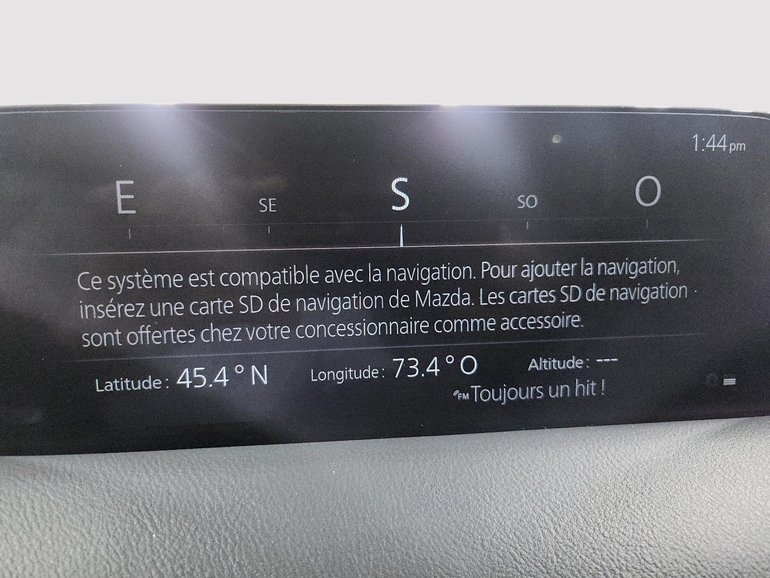 1:44pm
E SE S SO O
Ce système est compatible avec la navigation. Pour ajouter la navigation,
insérez une carte SD de navigation de Mazda. Les cartes SD de navigation
sont offertes chez votre concessionnaire comme accessoire.
Latitude: 45.4° N Longitude: 73.4° O Altitude: ---
FM Toujours un hit !